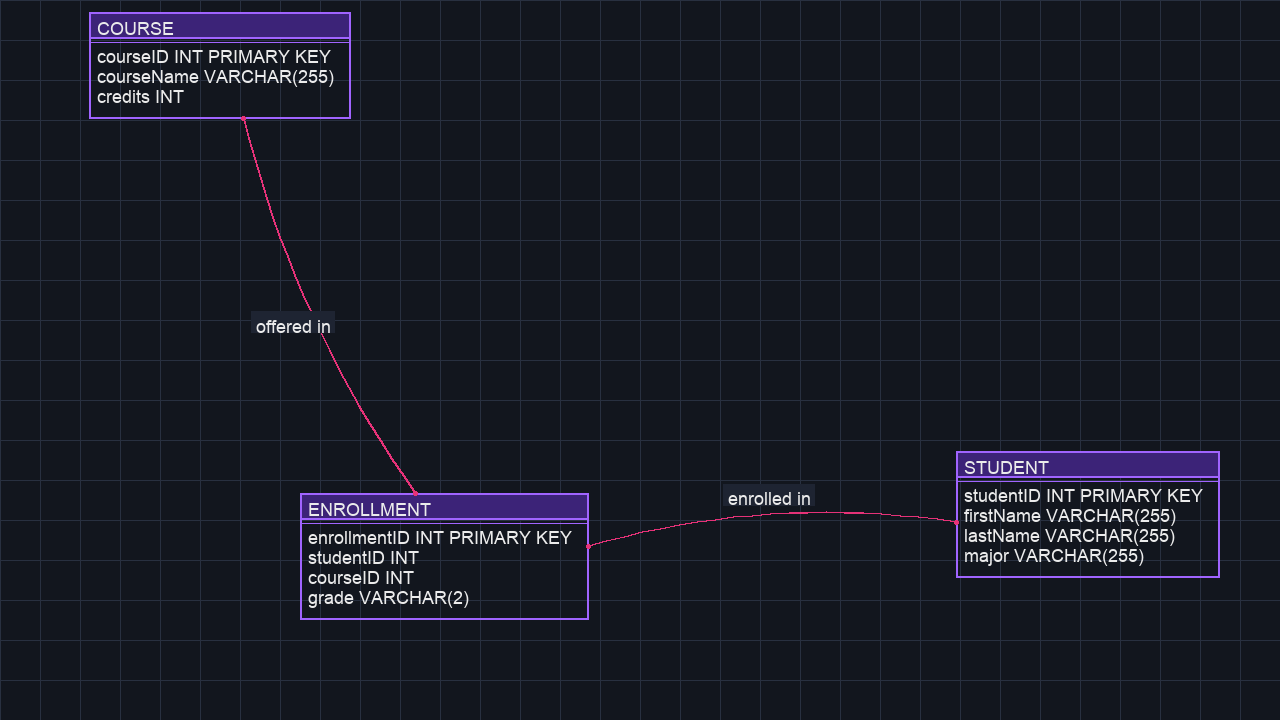 COURSE
courseID INT PRIMARY KEY
courseName VARCHAR(255)
credits INT
offered in
ENROLLMENT
enrollmentID INT PRIMARY KEY
studentID INT
courseID INT
grade VARCHAR(2)
enrolled in
STUDENT
studentID INT PRIMARY KEY
firstName VARCHAR(255)
lastName VARCHAR(255)
major VARCHAR(255)